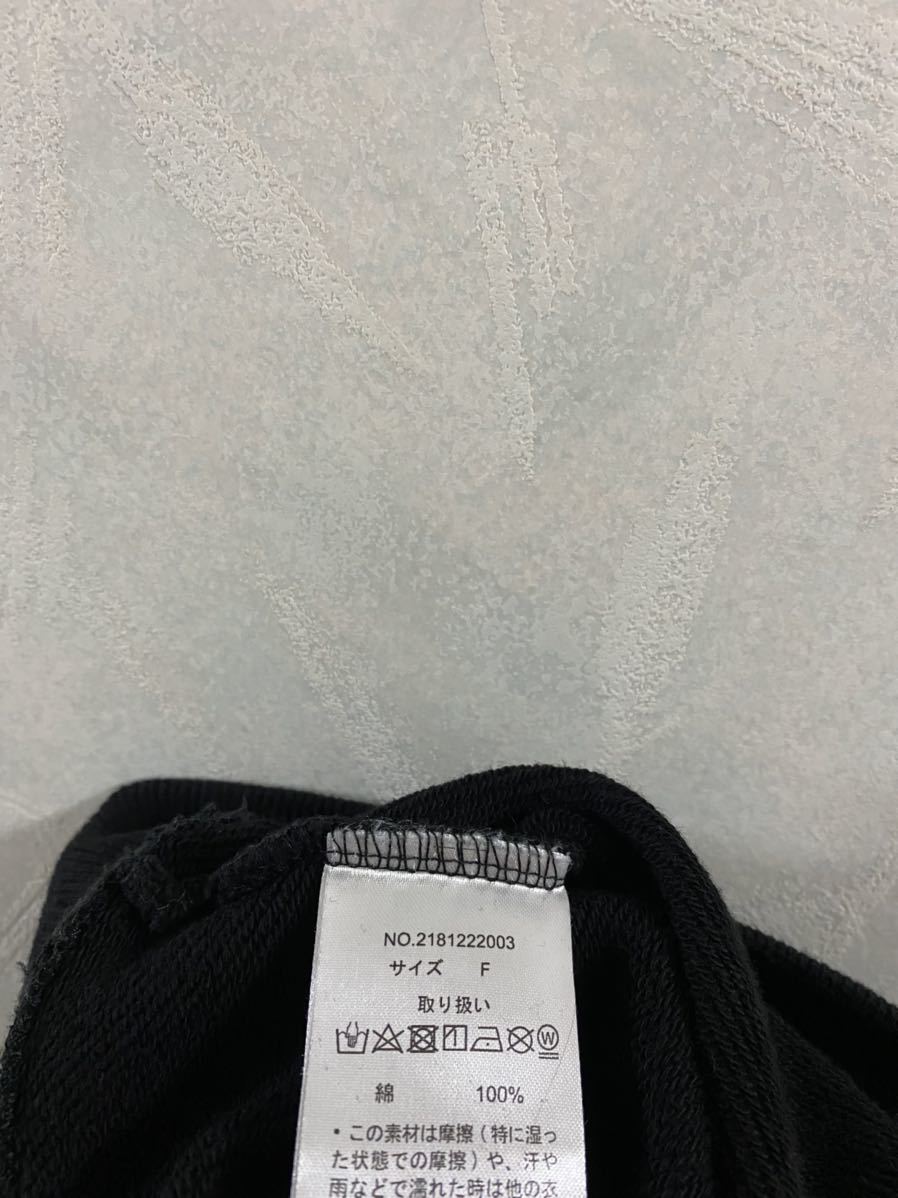 NO.2181222003
サイズ F
取り扱い
W
綿 100%
・この素材は摩擦(特に湿っ
た状態での摩擦)や、汗や
雨などで濡れた時は他の衣